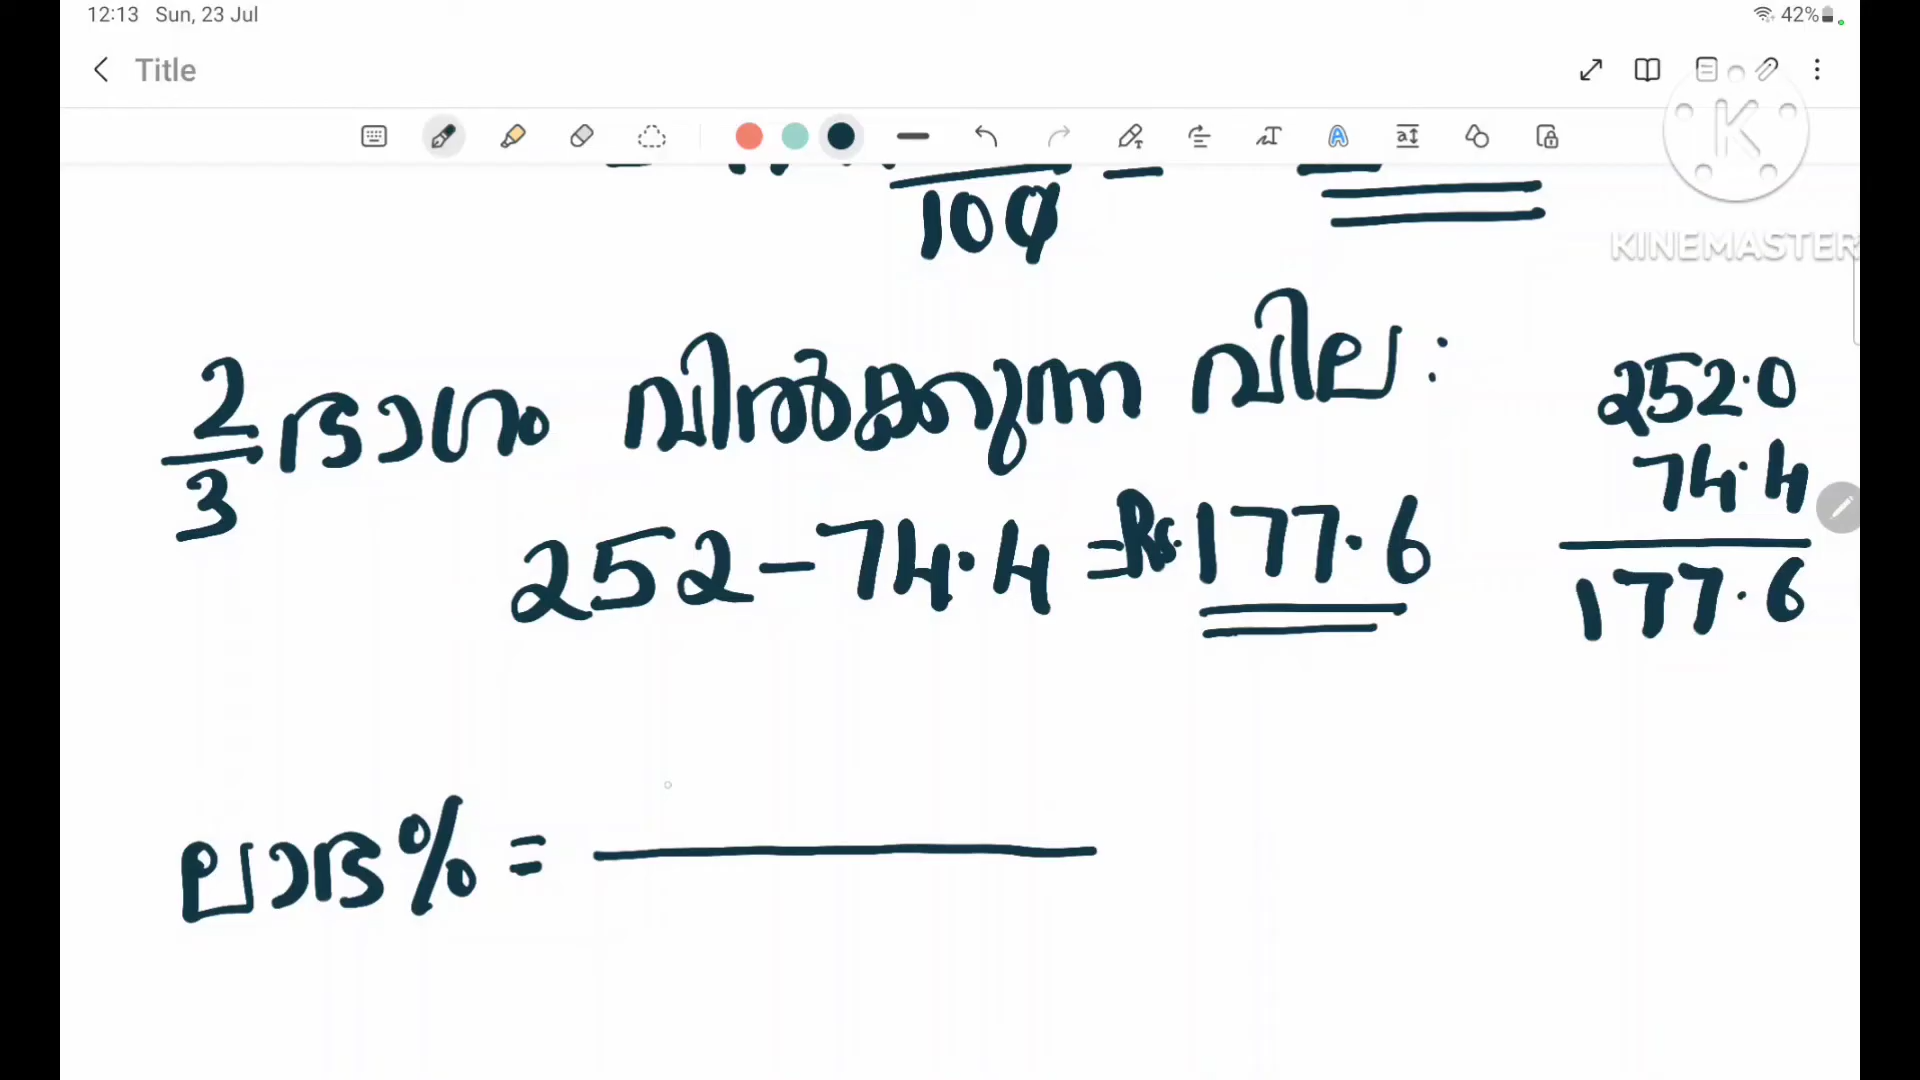 12:13 Sun, 23 Jul 42%
Title
K
KINEMASTER
100
2/3 ഭാഗം വിൽക്കുന്ന വില :
252 - 74.4 = Rs. 177.6
252.0
74.4
177.6
ലാഭ% =